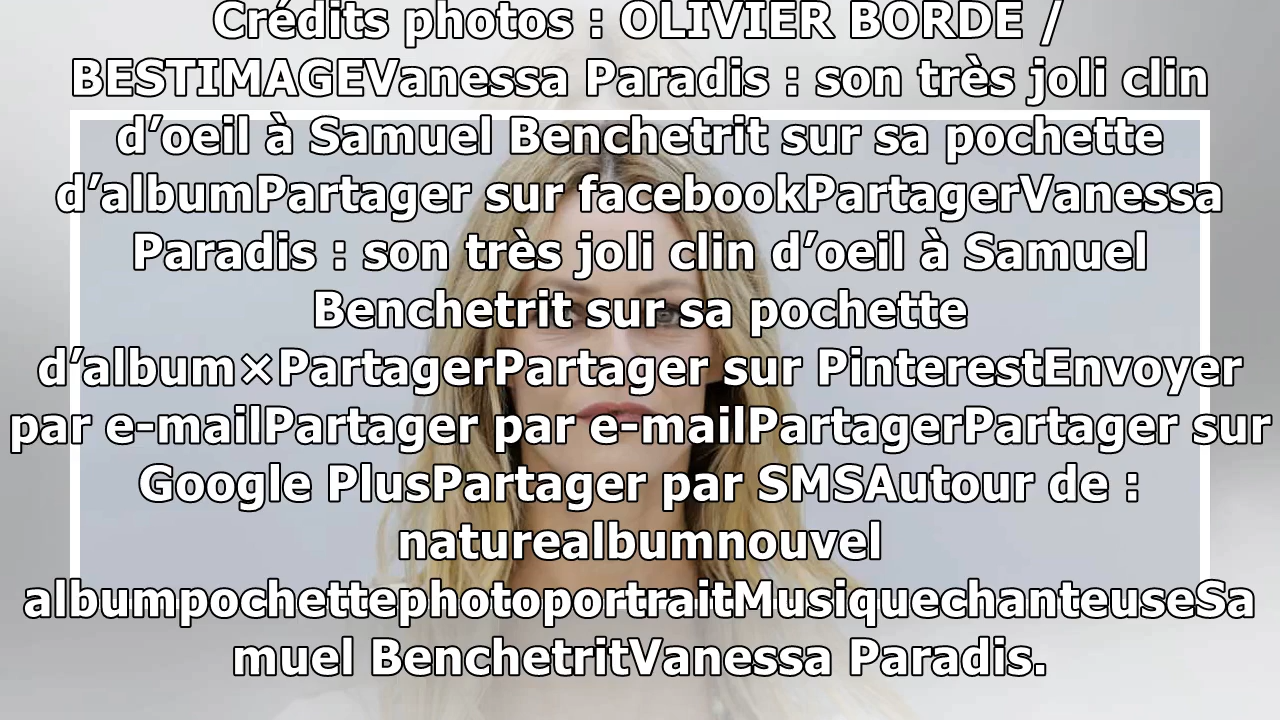 Crédits photos : OLIVIER BORDE /
BESTIMAGEVanessa Paradis : son très joli clin
d’oeil à Samuel Benchetrit sur sa pochette
d’albumPartager sur facebookPartagerVanessa
Paradis : son très joli clin d’oeil à Samuel
Benchetrit sur sa pochette
d’album×PartagerPartager sur PinterestEnvoyer
par e-mailPartager par e-mailPartagerPartager sur
Google PlusPartager par SMSAutour de :
naturealbumnouvel
albumpochettephotoportraitMusiquechanteuseSa
muel BenchetritVanessa Paradis.